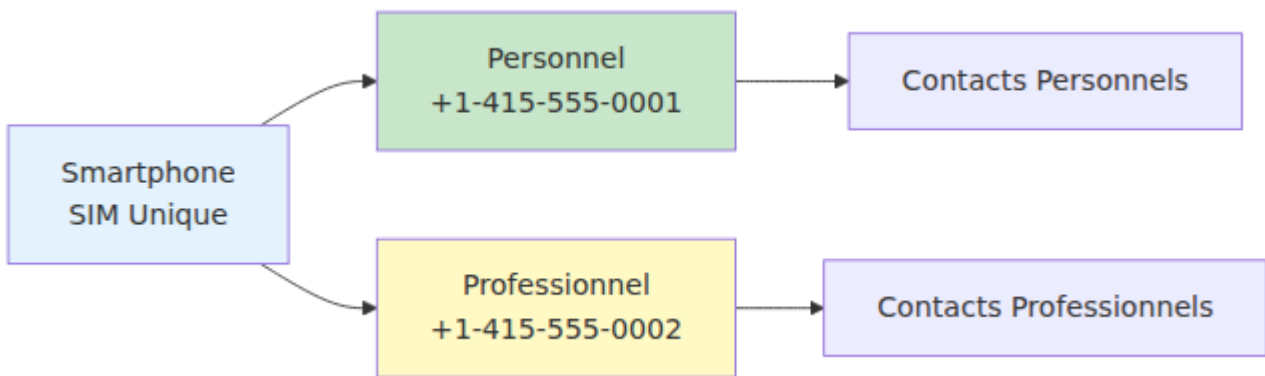 Personnel
+1-415-555-0001
Contacts Personnels
Smartphone
SIM Unique
Professionnel
+1-415-555-0002
Contacts Professionnels